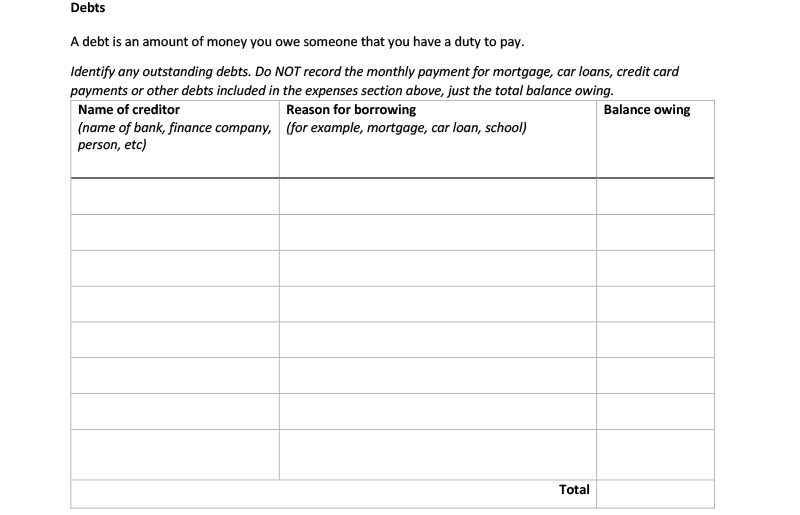 Debts
A debt is an amount of money you owe someone that you have a duty to pay.
Identify any outstanding debts. Do NOT record the monthly payment for mortgage, car loans, credit card
payments or other debts included in the expenses section above, just the total balance owing.
Name of creditor
(name of bank, finance company,
person, etc)
Reason for borrowing
(for example, mortgage, car loan, school)
Balance owing
Total